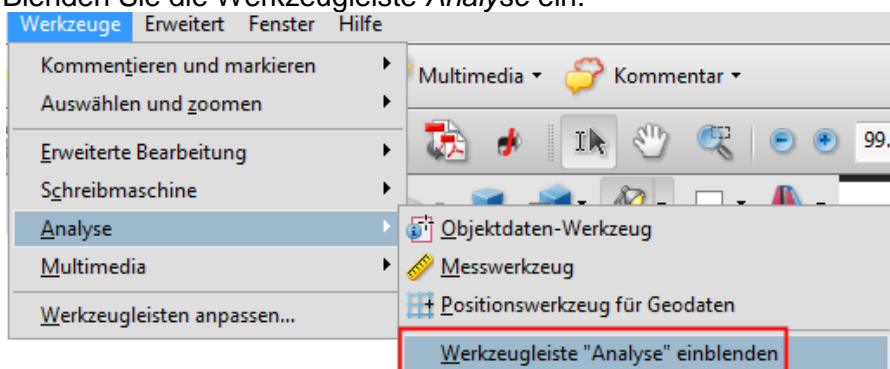 Blenden Sie die Werkzeugleiste Analyse ein.
Werkzeuge Erweitert Fenster Hilfe
Kommentieren und markieren
Multimedia
Kommentar
Auswählen und zoomen
99.
Erweiterte Bearbeitung
Schreibmaschine
Analyse
Objektdaten-Werkzeug
Multimedia
Messwerkzeug
Positionswerkzeug für Geodaten
Werkzeugleisten anpassen...
Werkzeugleiste "Analyse" einblenden